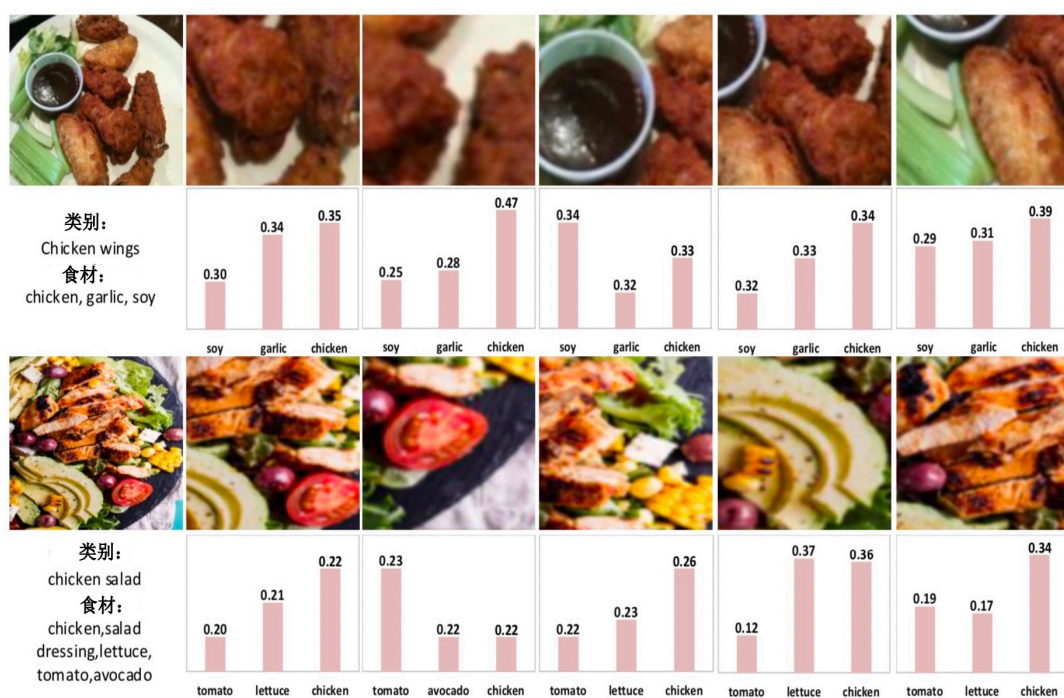 类别：
Chicken wings
食材：
chicken, garlic, soy
0.30
0.34
0.35
soy garlic chicken
0.25
0.28
0.47
soy garlic chicken
0.34
0.32
0.33
soy garlic chicken
0.32
0.33
0.34
soy garlic chicken
0.29
0.31
0.39
soy garlic chicken
类别：
chicken salad
食材：
chicken,salad
dressing,lettuce,
tomato,avocado
0.20
0.21
0.22
tomato lettuce chicken
0.23
0.22
0.22
tomato avocado chicken
0.22
0.23
0.26
tomato lettuce chicken
0.12
0.37
0.36
tomato lettuce chicken
0.19
0.17
0.34
tomato lettuce chicken